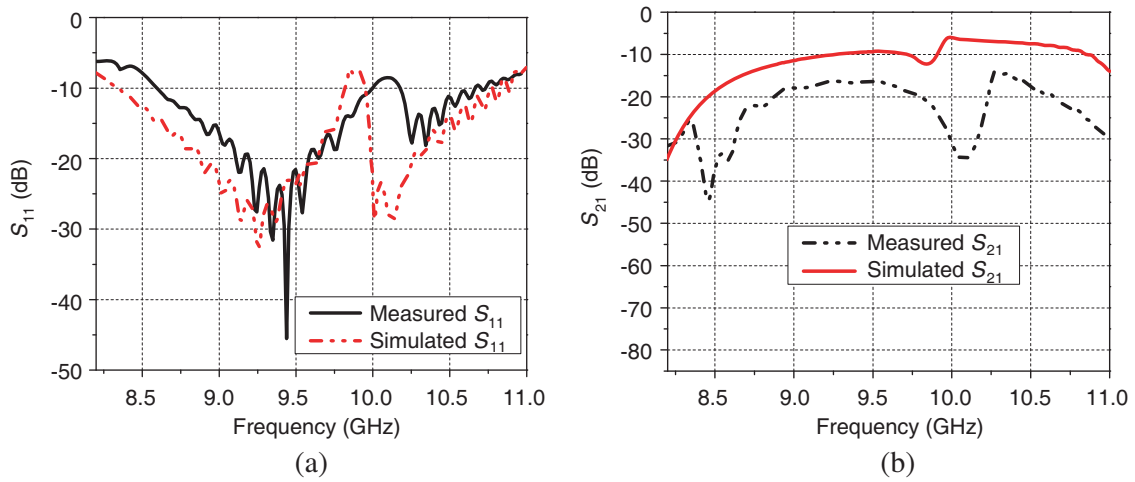 0
-10
-20
-30
-40
-50
S11 (dB)
8.5 9.0 9.5 10.0 10.5 11.0
Frequency (GHz)
Measured S11
Simulated S11
(a)
0
-10
-20
-30
-40
-50
-60
-70
-80
S21 (dB)
8.5 9.0 9.5 10.0 10.5 11.0
Frequency (GHz)
Measured S21
Simulated S21
(b)